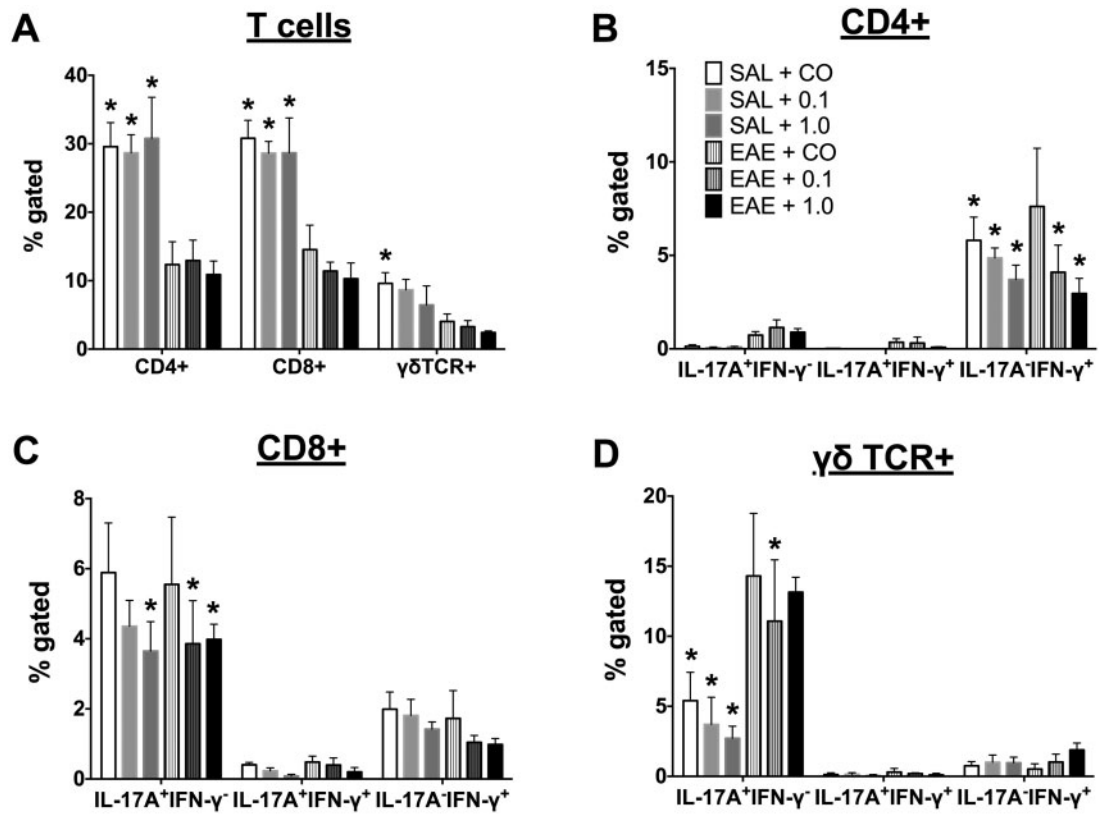 A
T cells
% gated
40
30
20
10
0
* * *
* * *
*
CD4+
CD8+
γδTCR+
B
CD4+
SAL + CO
SAL + 0.1
SAL + 1.0
EAE + CO
EAE + 0.1
EAE + 1.0
% gated
15
10
5
0
* * * * *
IL-17A⁺IFN-γ⁻
IL-17A⁺IFN-γ⁺
IL-17A⁻IFN-γ⁺
C
CD8+
% gated
8
6
4
2
0
* * *
IL-17A⁺IFN-γ⁻
IL-17A⁺IFN-γ⁺
IL-17A⁻IFN-γ⁺
D
γδ TCR+
% gated
20
15
10
5
0
* * * *
IL-17A⁺IFN-γ⁻
IL-17A⁺IFN-γ⁺
IL-17A⁻IFN-γ⁺